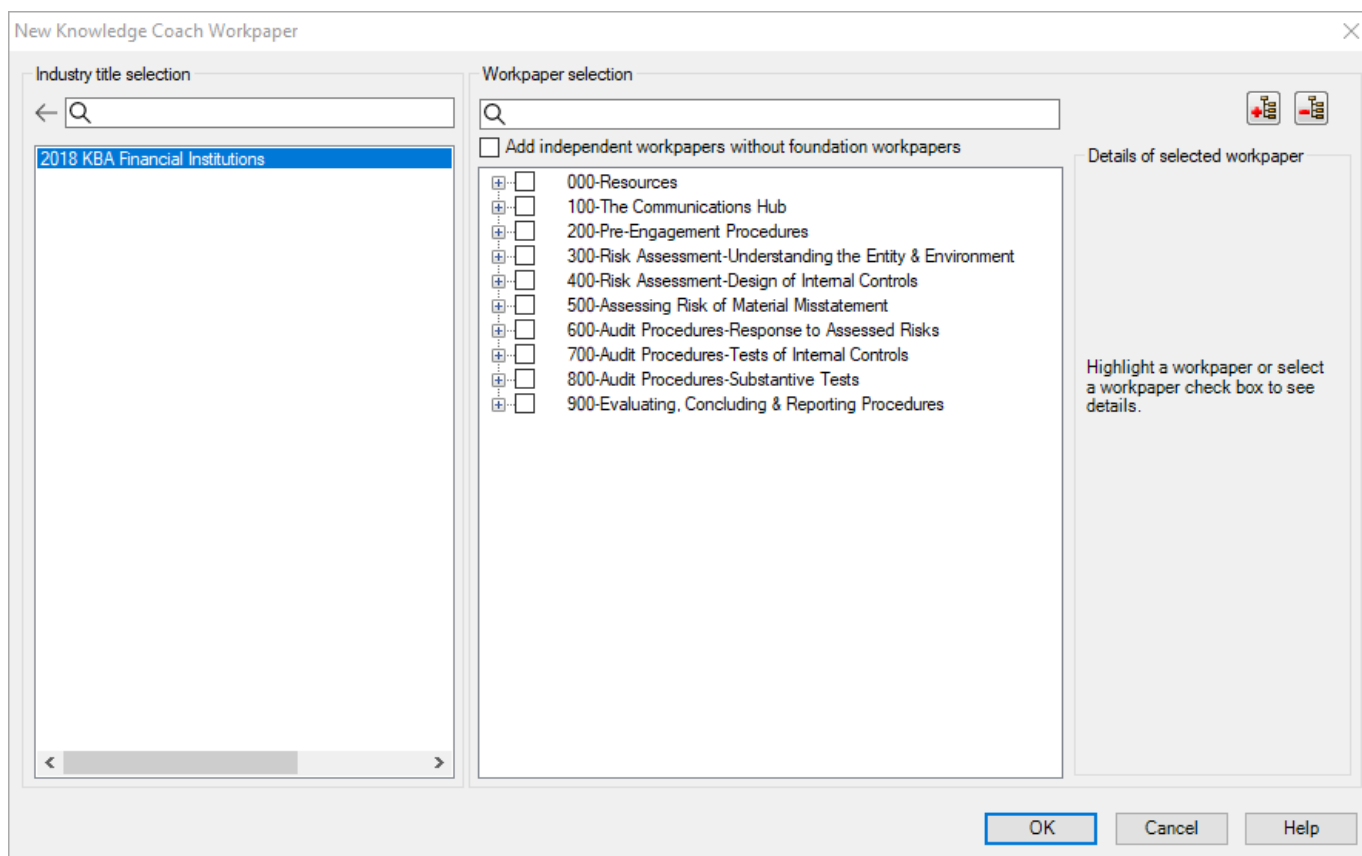 New Knowledge Coach Workpaper
Industry title selection
2018 KBA Financial Institutions
Workpaper selection
Add independent workpapers without foundation workpapers
000-Resources
100-The Communications Hub
200-Pre-Engagement Procedures
300-Risk Assessment-Understanding the Entity & Environment
400-Risk Assessment-Design of Internal Controls
500-Assessing Risk of Material Misstatement
600-Audit Procedures-Response to Assessed Risks
700-Audit Procedures-Tests of Internal Controls
800-Audit Procedures-Substantive Tests
900-Evaluating, Concluding & Reporting Procedures
Details of selected workpaper
Highlight a workpaper or select
a workpaper check box to see
details.
OK
Cancel
Help